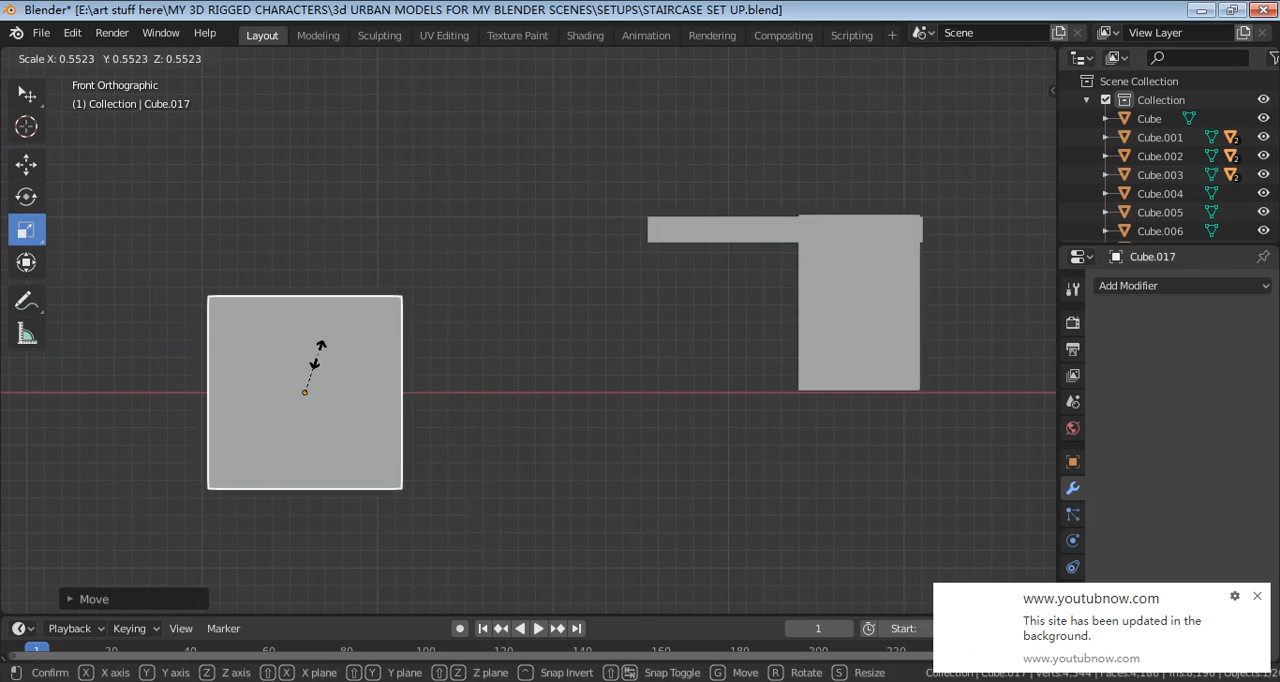 Blender* [E:\art stuff here\MY 3D RIGGED CHARACTERS\3d URBAN MODELS FOR MY BLENDER SCENES\SETUPS\STAIRCASE SET UP.blend]
File Edit Render Window Help Layout Modeling Sculpting UV Editing Texture Paint Shading Animation Rendering Compositing Scripting + Scene View Layer
Scale X: 0.5523 Y: 0.5523 Z: 0.5523
Front Orthographic
(1) Collection | Cube.017
Scene Collection
Collection
Cube
Cube.001 2
Cube.002 2
Cube.003 2
Cube.004
Cube.005
Cube.006
Cube.017
Add Modifier
Move
www.youtubnow.com
This site has been updated in the
background.
www.youtubnow.com
Playback Keying View Marker 1 Start:
1 20 40 60 80 100 120 140 160 180 200 220
Confirm X X axis Y Y axis Z Z axis X X plane Y Y plane Z Z plane Snap Invert Snap Toggle G Move R Rotate S Resize